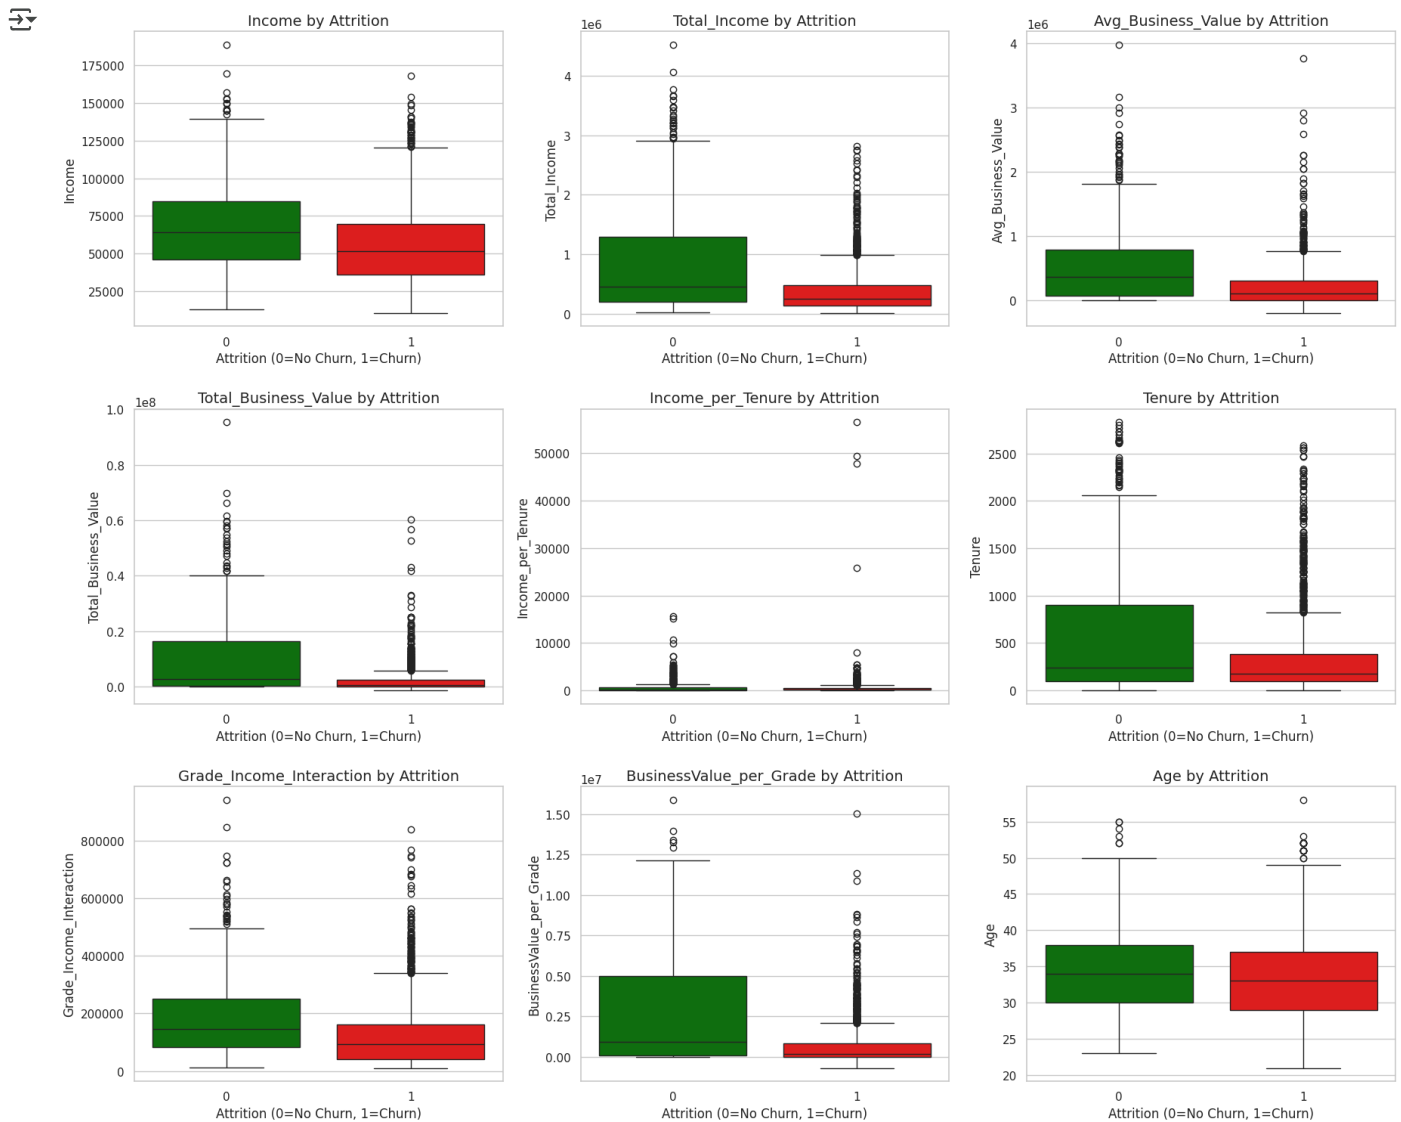 Income by Attrition
Income
175000
150000
125000
100000
75000
50000
25000
0
1
Attrition (0=No Churn, 1=Churn)
Total_Income by Attrition
1e6
Total_Income
4
3
2
1
0
0
1
Attrition (0=No Churn, 1=Churn)
Avg_Business_Value by Attrition
1e6
Avg_Business_Value
4
3
2
1
0
0
1
Attrition (0=No Churn, 1=Churn)
Total_Business_Value by Attrition
1e8
Total_Business_Value
1.0
0.8
0.6
0.4
0.2
0.0
0
1
Attrition (0=No Churn, 1=Churn)
Income_per_Tenure by Attrition
Income_per_Tenure
50000
40000
30000
20000
10000
0
0
1
Attrition (0=No Churn, 1=Churn)
Tenure by Attrition
Tenure
2500
2000
1500
1000
500
0
0
1
Attrition (0=No Churn, 1=Churn)
Grade_Income_Interaction by Attrition
Grade_Income_Interaction
800000
600000
400000
200000
0
0
1
Attrition (0=No Churn, 1=Churn)
BusinessValue_per_Grade by Attrition
1e7
BusinessValue_per_Grade
1.50
1.25
1.00
0.75
0.50
0.25
0.00
0
1
Attrition (0=No Churn, 1=Churn)
Age by Attrition
Age
55
50
45
40
35
30
25
20
0
1
Attrition (0=No Churn, 1=Churn)